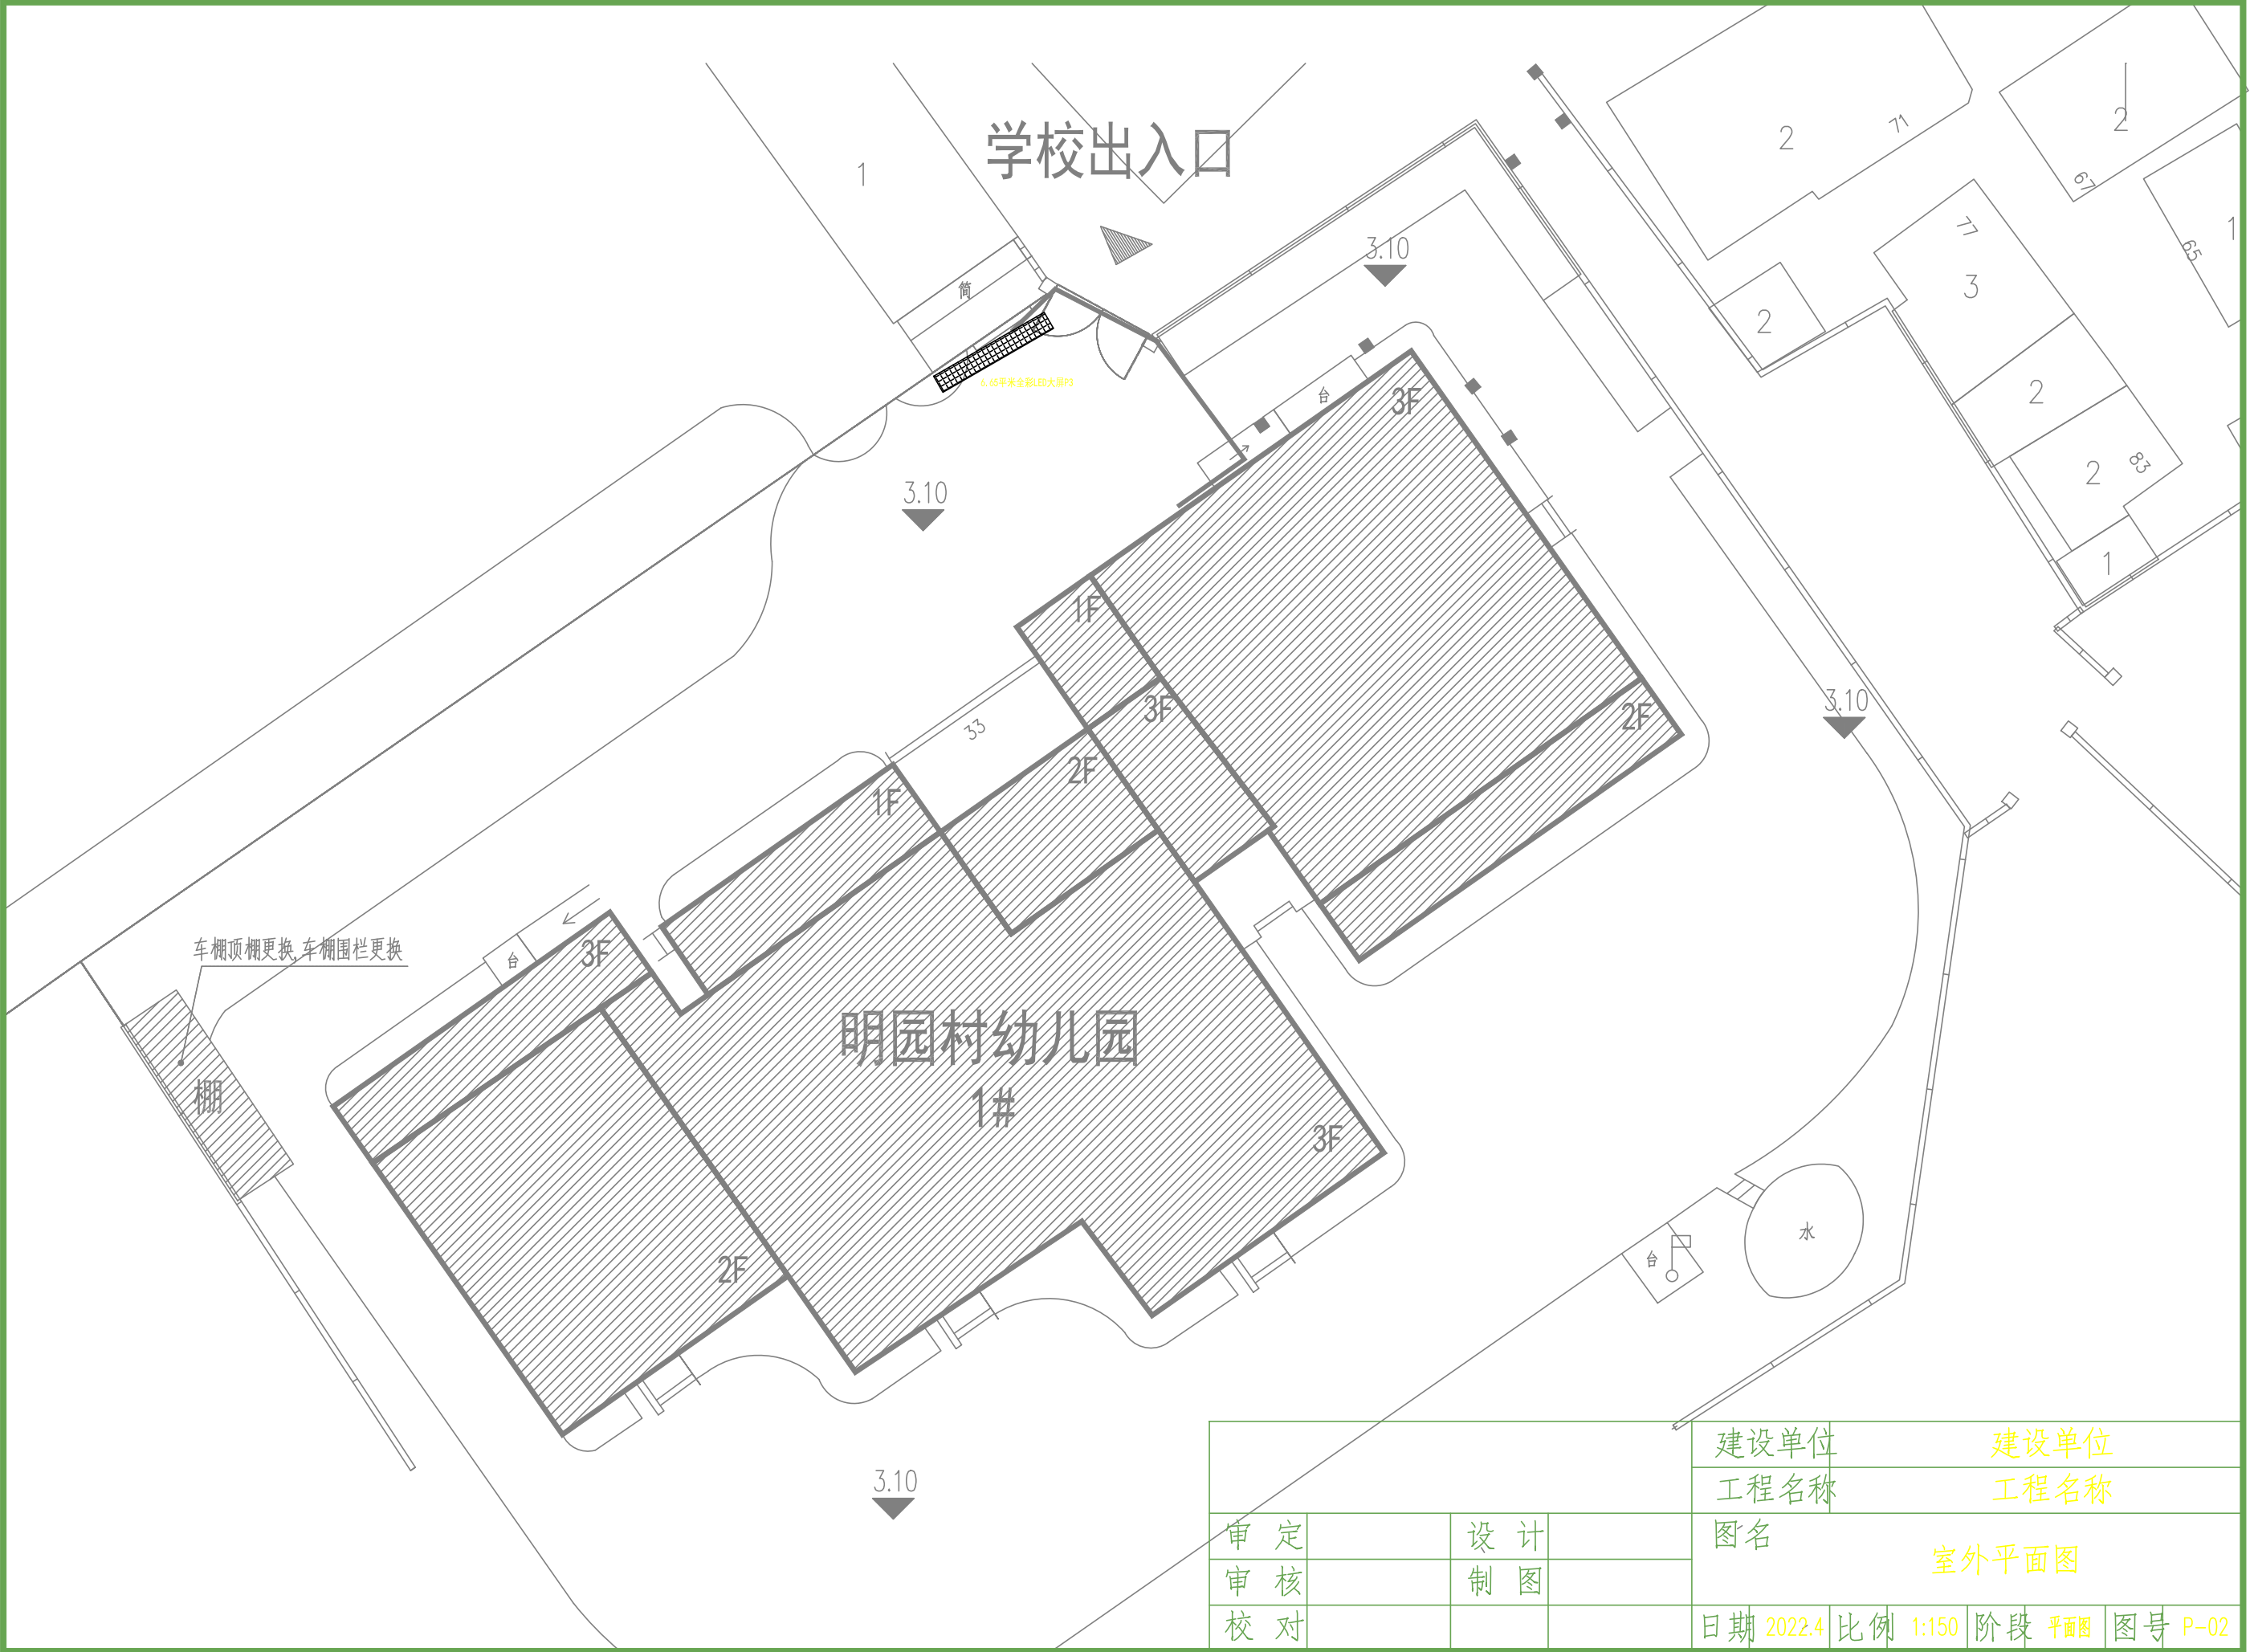 学校出入口
1
2
71
2
67
1
65
77
3
2
2
2
83
1
简
3.10
台
3F
3.10
1F
3F
2F
3.10
33
2F
1F
3F
台
车棚顶棚更换,车棚围栏更换
棚
明园村幼儿园
1#
3F
2F
水
台
3.10
建设单位 建设单位
工程名称 工程名称
审 定 设 计 图名
室外平面图
审 核 制 图
校 对 日期 2022.4 比例 1:150 阶段 平面图 图号 P-02